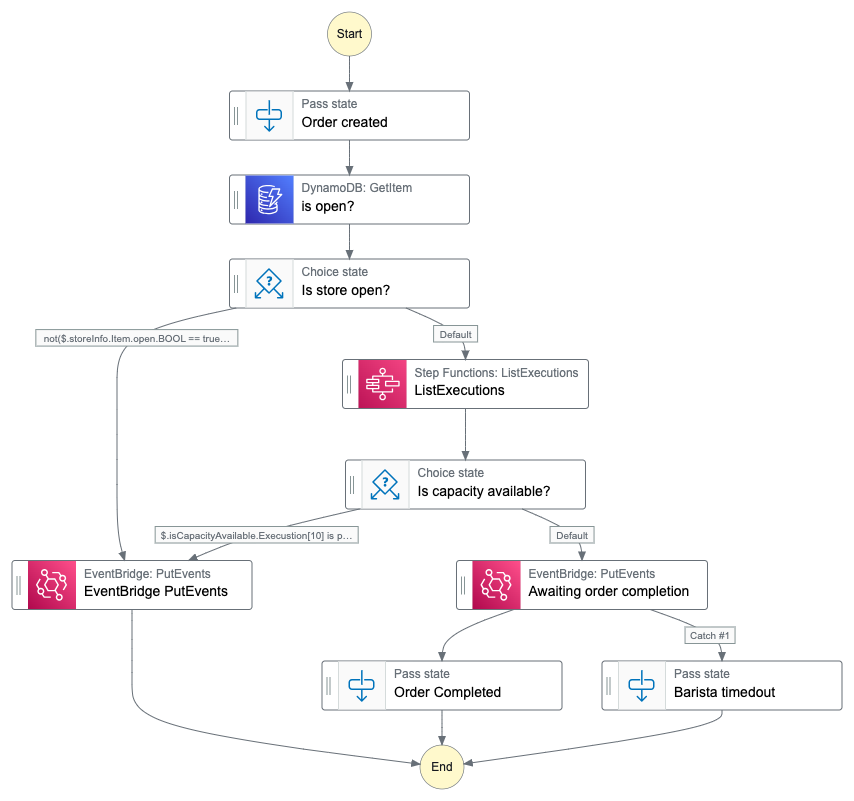 Start
Pass state
Order created
DynamoDB: GetItem
is open?
Choice state
Is store open?
not($.storeInfo.Item.open.BOOL == true...
Default
Step Functions: ListExecutions
ListExecutions
Choice state
Is capacity available?
$.isCapacityAvailable.Execustion[10] is p...
Default
EventBridge: PutEvents
EventBridge PutEvents
EventBridge: PutEvents
Awaiting order completion
Catch #1
Pass state
Order Completed
Pass state
Barista timedout
End